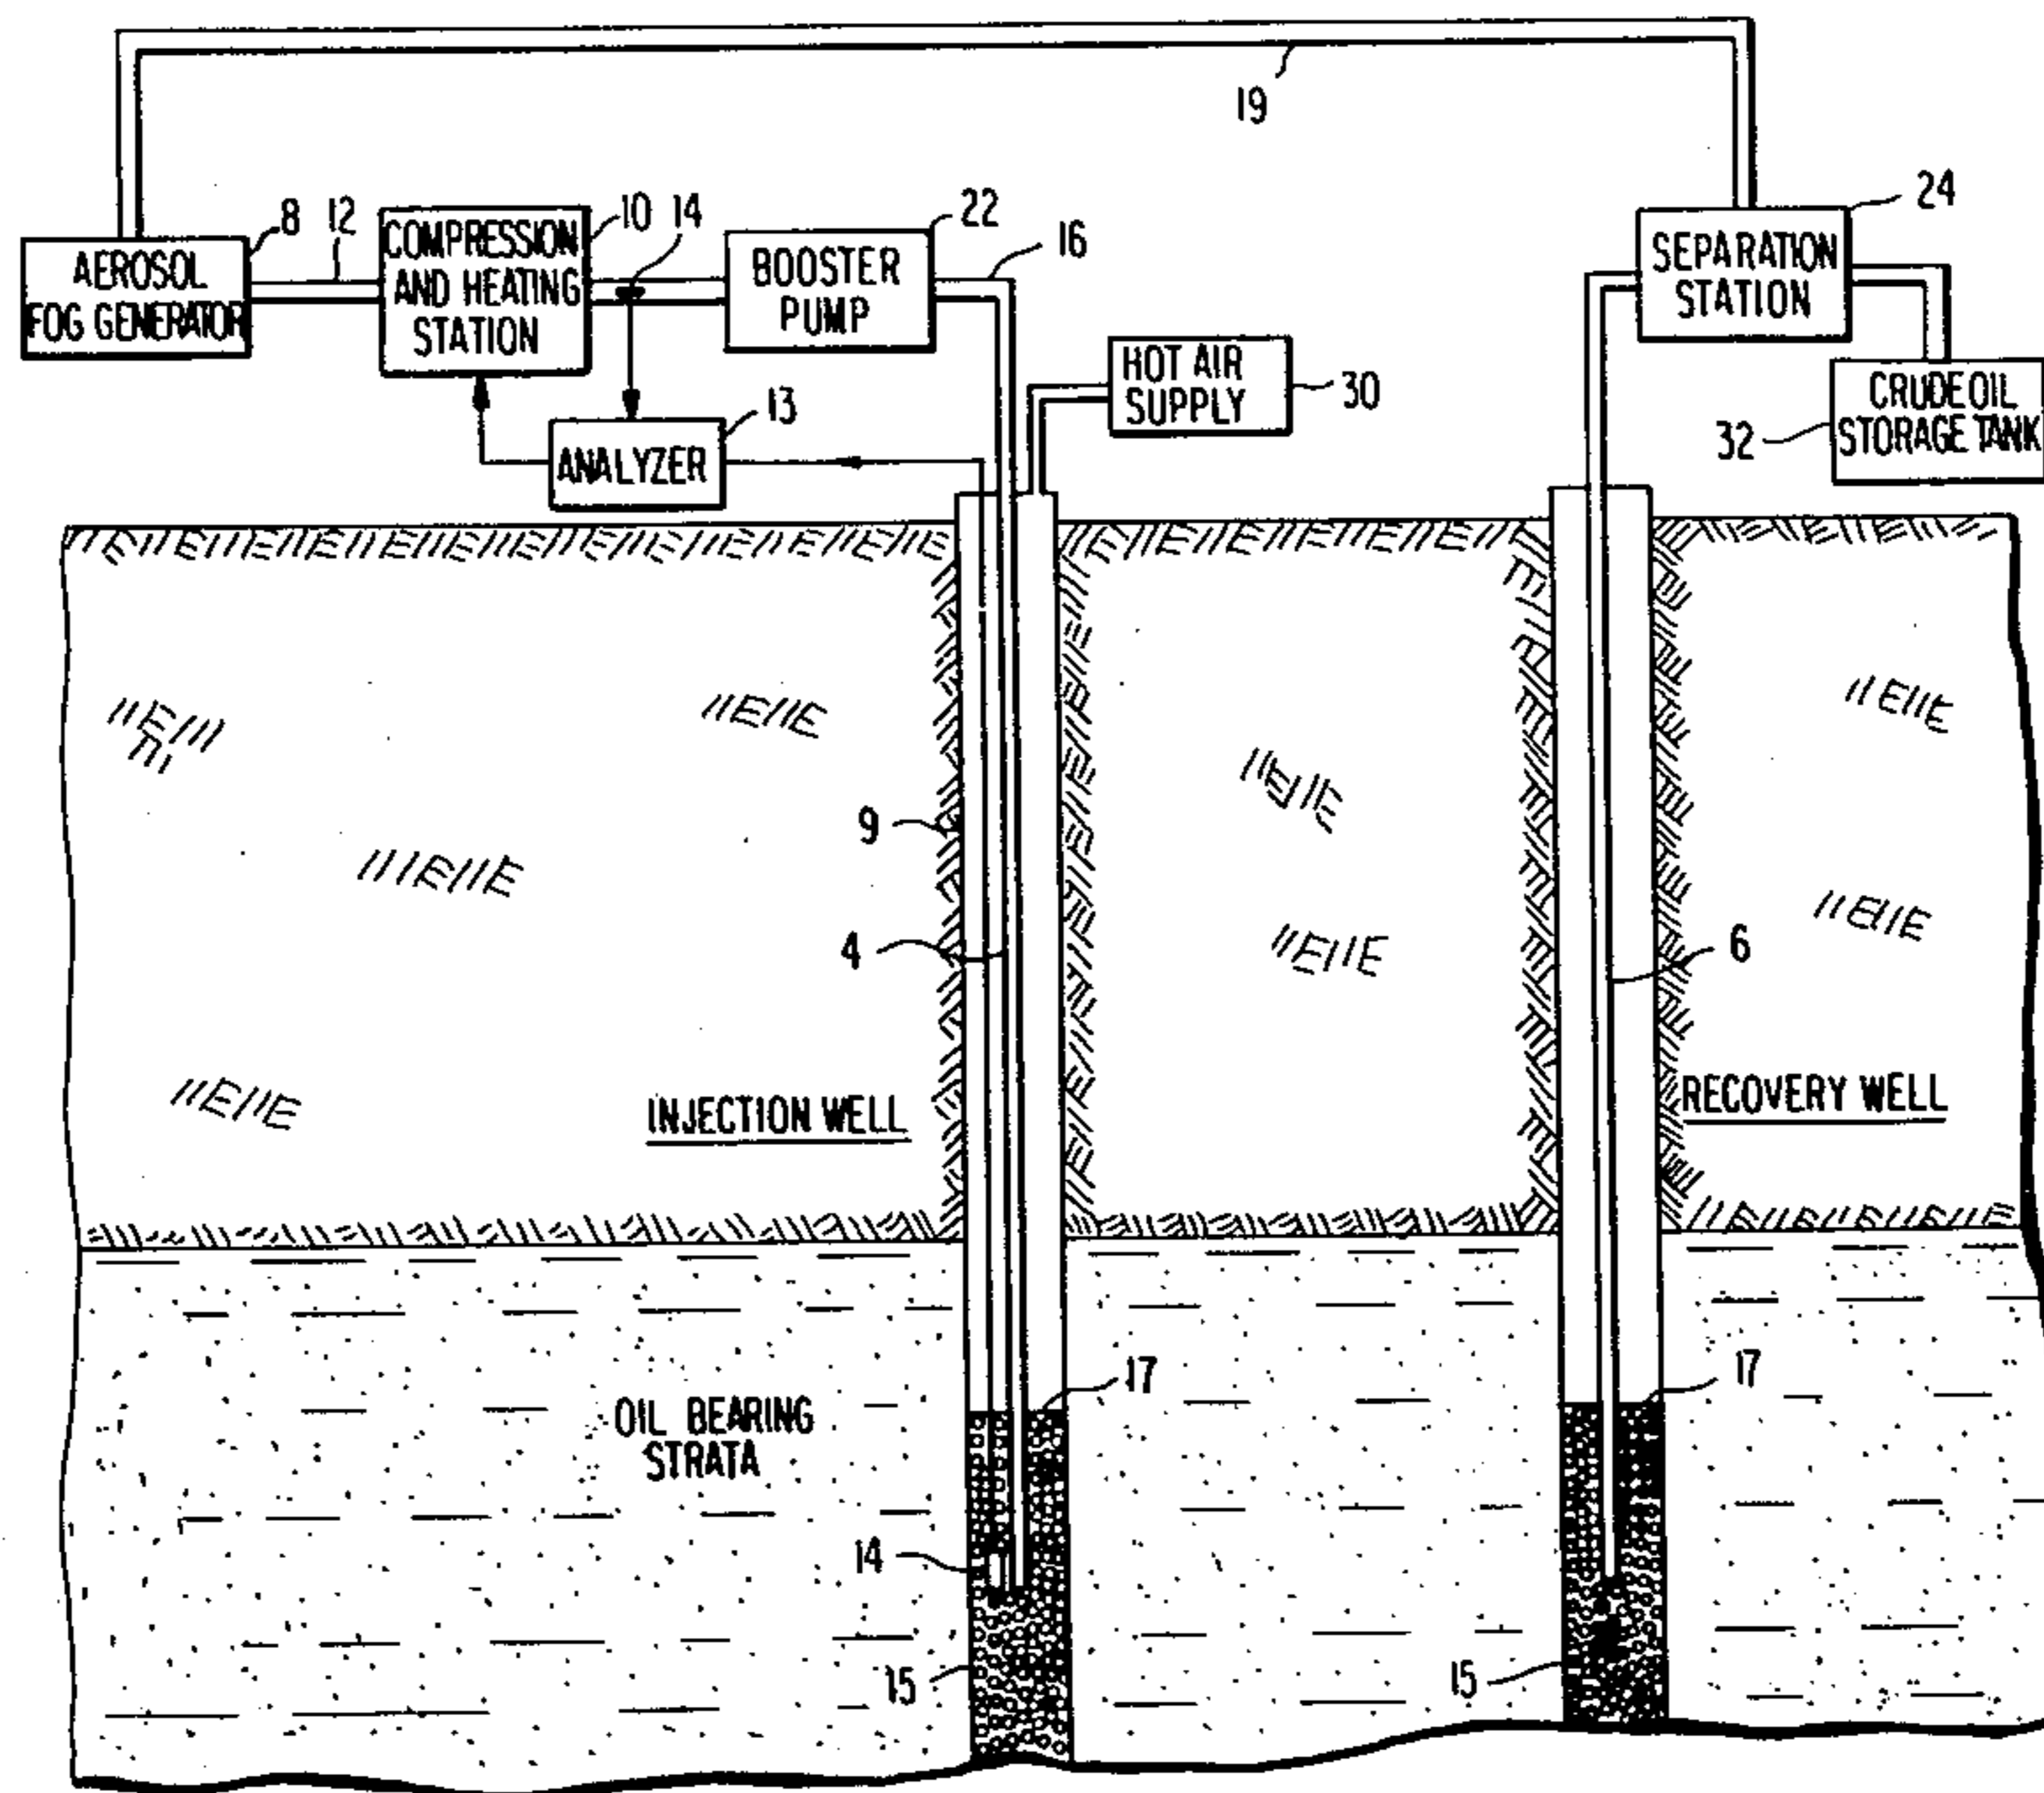 19
8
12
10
14
22
16
24
AEROSOL
FOG GENERATOR
COMPRESSION
AND HEATING
STATION
BOOSTER
PUMP
SEPARATION
STATION
HOT AIR
SUPPLY
30
CRUDE OIL
STORAGE TANK
32
13
ANALYZER
9
4
6
INJECTION WELL
RECOVERY WELL
17
17
OIL BEARING
STRATA
14
15
15